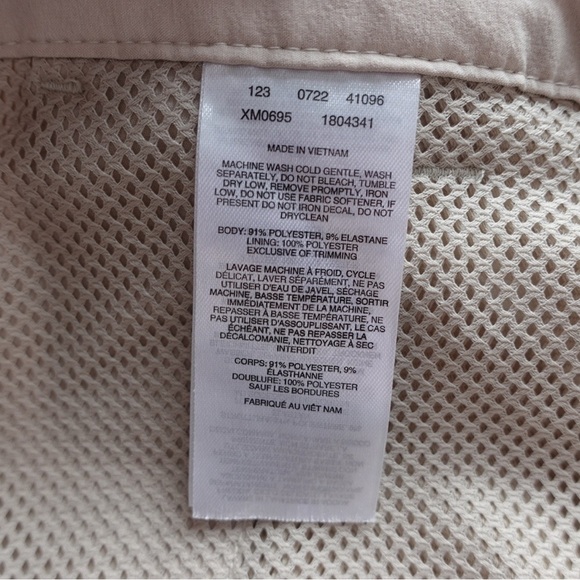 123 0722 41096
XM0695 1804341
MADE IN VIETNAM
MACHINE WASH COLD GENTLE, WASH
SEPARATELY, DO NOT BLEACH, TUMBLE
DRY LOW, REMOVE PROMPTLY, IRON
LOW, DO NOT USE FABRIC SOFTENER, IF
PRESENT DO NOT IRON DECAL, DO NOT
DRYCLEAN
BODY: 91% POLYESTER, 9% ELASTANE
LINING: 100% POLYESTER
EXCLUSIVE OF TRIMMING
LAVAGE MACHINE À FROID, CYCLE
DÉLICAT, LAVER SÉPARÉMENT, NE PAS
UTILISER D'EAU DE JAVEL, SÉCHAGE
MACHINE, BASSE TEMPÉRATURE, SORTIR
IMMÉDIATEMENT DE LA MACHINE,
REPASSER À BASSE TEMPÉRATURE, NE
PAS UTILISER D'ASSOUPLISSANT, LE CAS
ÉCHÉANT, NE PAS REPASSER LA
DÉCALCOMANIE, NETTOYAGE À SEC
INTERDIT
CORPS: 91% POLYESTER, 9%
ÉLASTHANNE
DOUBLURE: 100% POLYESTER
SAUF LES BORDURES
FABRIQUÉ AU VIÊT NAM